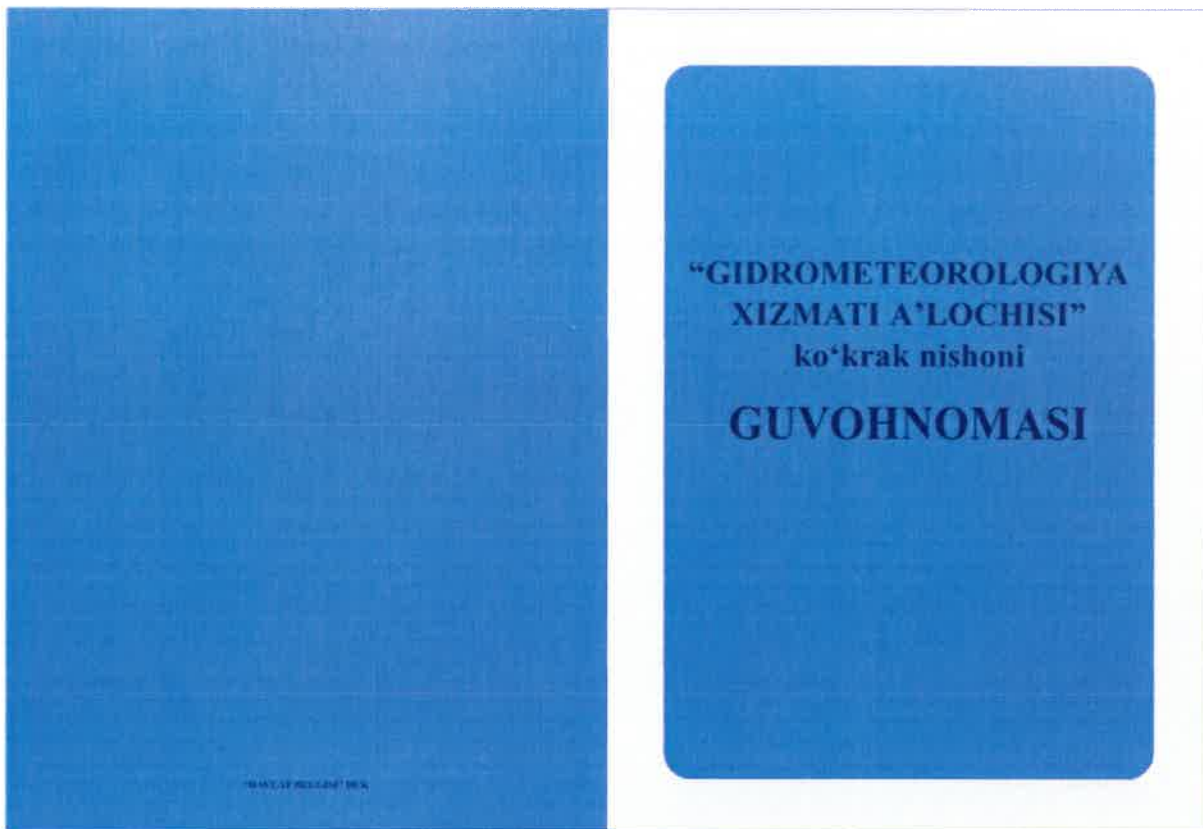 “GIDROMETEOROLOGIYA
XIZMATI A’LOCHISI”
ko‘krak nishoni
GUVOHNOMASI